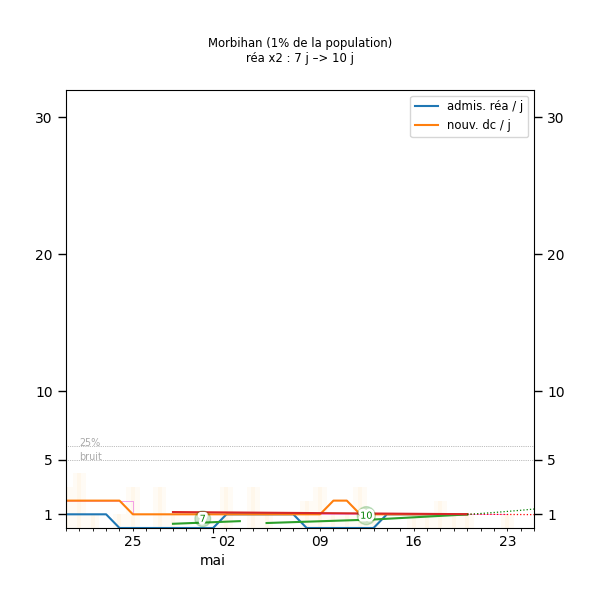 Morbihan (1% de la population)
réa x2 : 7 j –> 10 j
admis. réa / j
nouv. dc / j
30 30
20 20
10 10
25%
5 bruit 5
7 10
1 1
25 02 09 16 23
mai